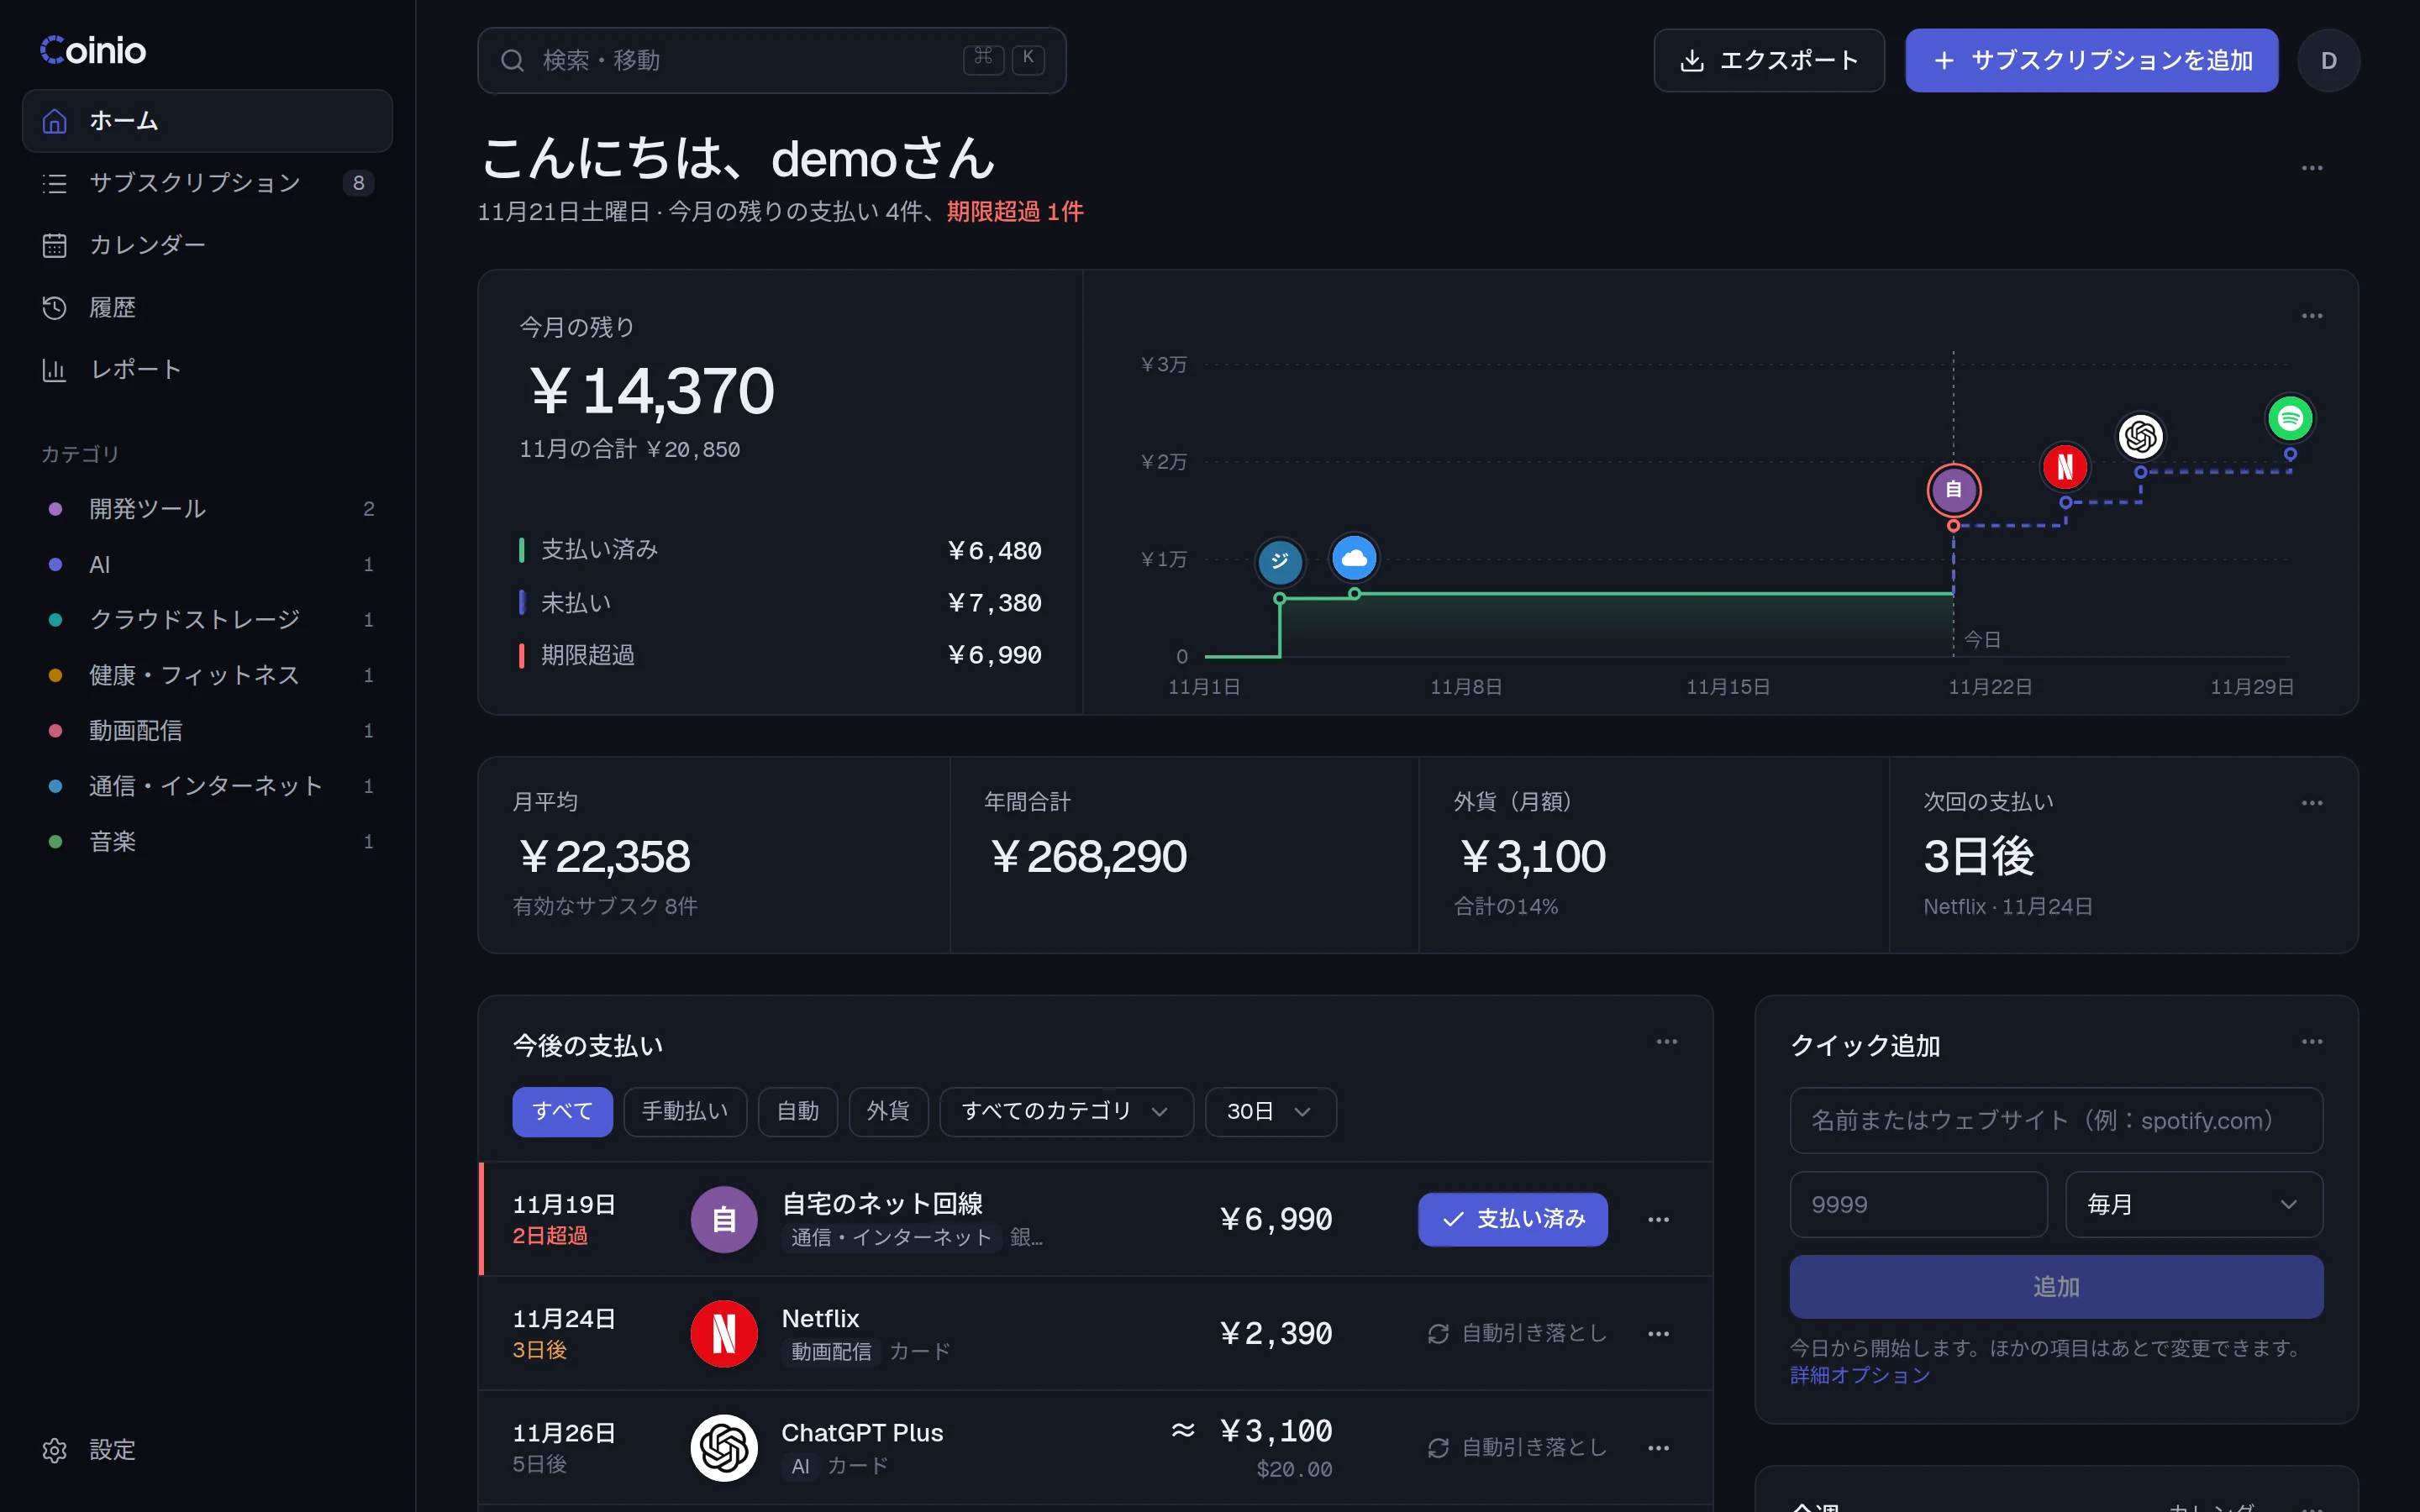 Coinio
ホーム
サブスクリプション 8
カレンダー
履歴
レポート
カテゴリ
開発ツール 2
AI 1
クラウドストレージ 1
健康・フィットネス 1
動画配信 1
通信・インターネット 1
音楽 1
設定
検索・移動 ⌘ K
エクスポート
+ サブスクリプションを追加
D
こんにちは、demoさん
11月21日土曜日 · 今月の残りの支払い 4件、期限超過 1件
今月の残り
¥14,370
11月の合計 ¥20,850
支払い済み ¥6,480
未払い ¥7,380
期限超過 ¥6,990
¥3万
¥2万
¥1万
0
ジ
自
N
今日
11月1日 11月8日 11月15日 11月22日 11月29日
月平均
¥22,358
有効なサブスク 8件
年間合計
¥268,290
外貨（月額）
¥3,100
合計の14%
次回の支払い
3日後
Netflix · 11月24日
今後の支払い
すべて 手動払い 自動 外貨 すべてのカテゴリ 30日
11月19日 自 自宅のネット回線 ¥6,990 支払い済み
2日超過 通信・インターネット 銀…
11月24日 N Netflix ¥2,390 自動引き落とし
3日後 動画配信 カード
11月26日 ChatGPT Plus ≈ ¥3,100 自動引き落とし
5日後 AI カード $20.00
クイック追加
名前またはウェブサイト（例：spotify.com）
9999 毎月
追加
今日から開始します。ほかの項目はあとで変更できます。
詳細オプション